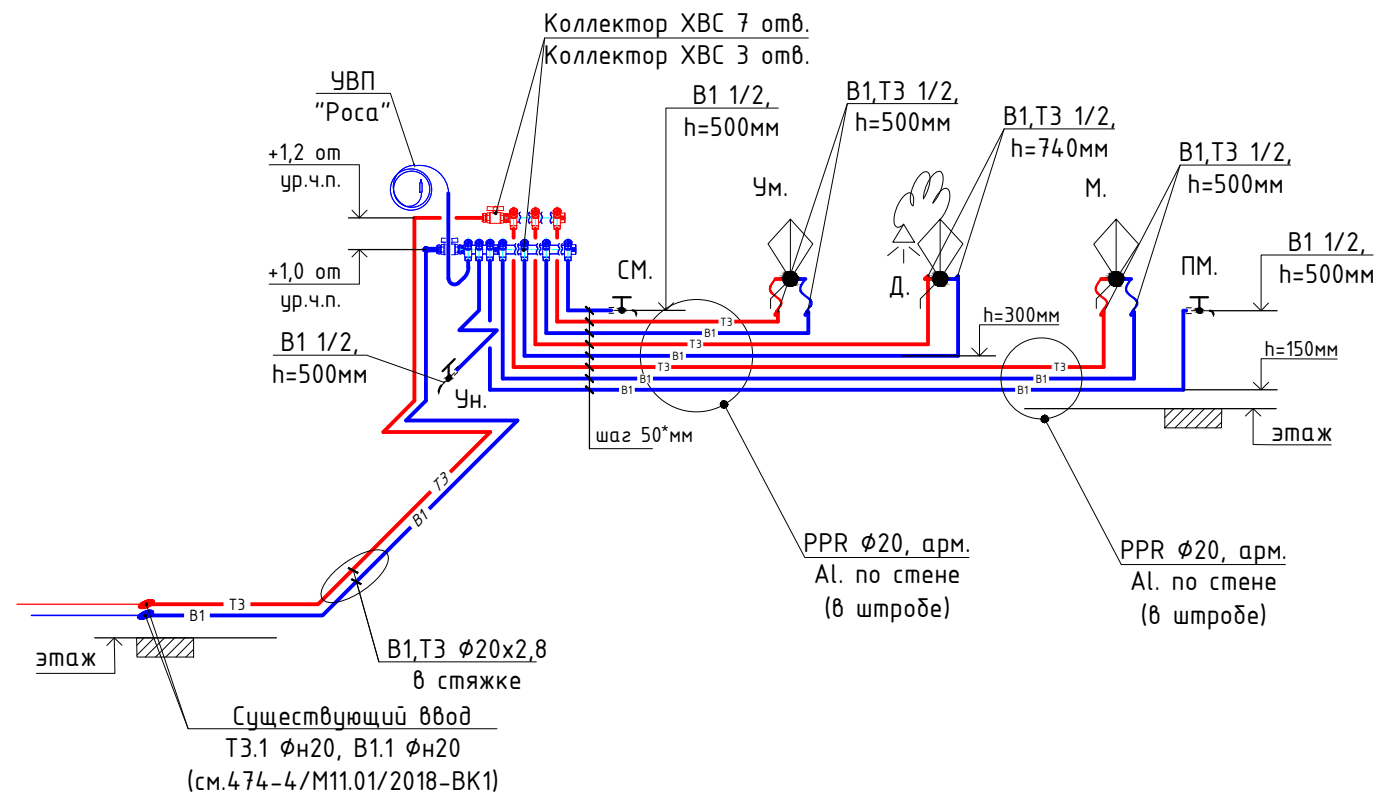 Коллектор ХВС 7 отв.
Коллектор ХВС 3 отв.
УВП
"Роса"
В1 1/2,
h=500мм
В1,Т3 1/2,
h=500мм
В1,Т3 1/2,
h=740мм
В1,Т3 1/2,
h=500мм
+1,2 от
ур.ч.п.
Ум.
М.
В1 1/2,
h=500мм
+1,0 от
ур.ч.п.
СМ.
Д.
ПМ.
h=300мм
Т3
В1
Т3
В1
Т3
В1
В1
Т3
В1
В1
h=150мм
В1 1/2,
h=500мм
Ун.
шаг 50*мм
этаж
Т3
В1
PPR Ф20, арм.
Al. по стене
(в штробе)
PPR Ф20, арм.
Al. по стене
(в штробе)
Т3
В1
этаж
В1,Т3 Ф20х2,8
в стяжке
Существующий ввод
Т3.1 Фн20, В1.1 Фн20
(см.474-4/М11.01/2018-ВК1)